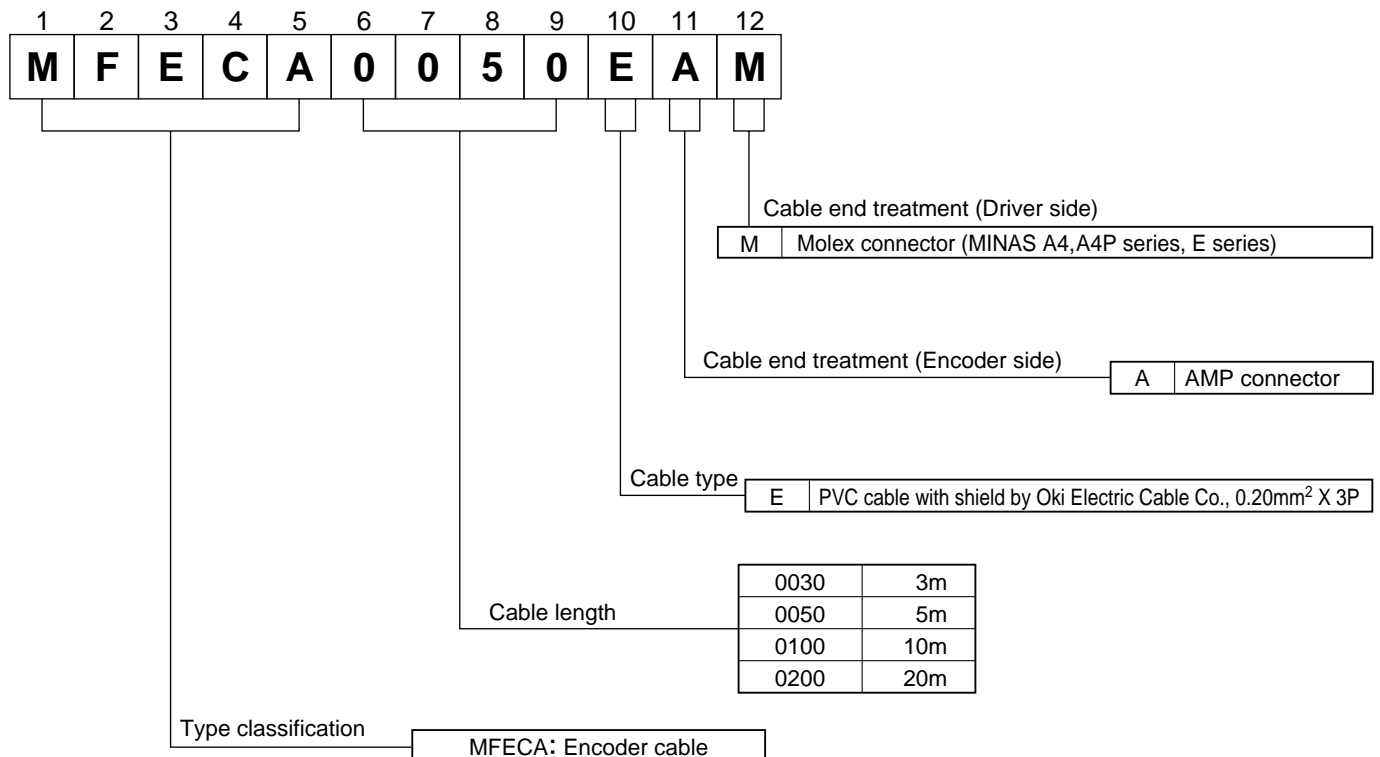 1 2 3 4 5 6 7 8 9 10 11 12
M F E C A 0 0 5 0 E A M
Cable end treatment (Driver side)
M Molex connector (MINAS A4,A4P series, E series)
Cable end treatment (Encoder side)
A AMP connector
Cable type
E PVC cable with shield by Oki Electric Cable Co., 0.20mm² X 3P
Cable length
0030 3m
0050 5m
0100 10m
0200 20m
Type classification
MFECA: Encoder cable